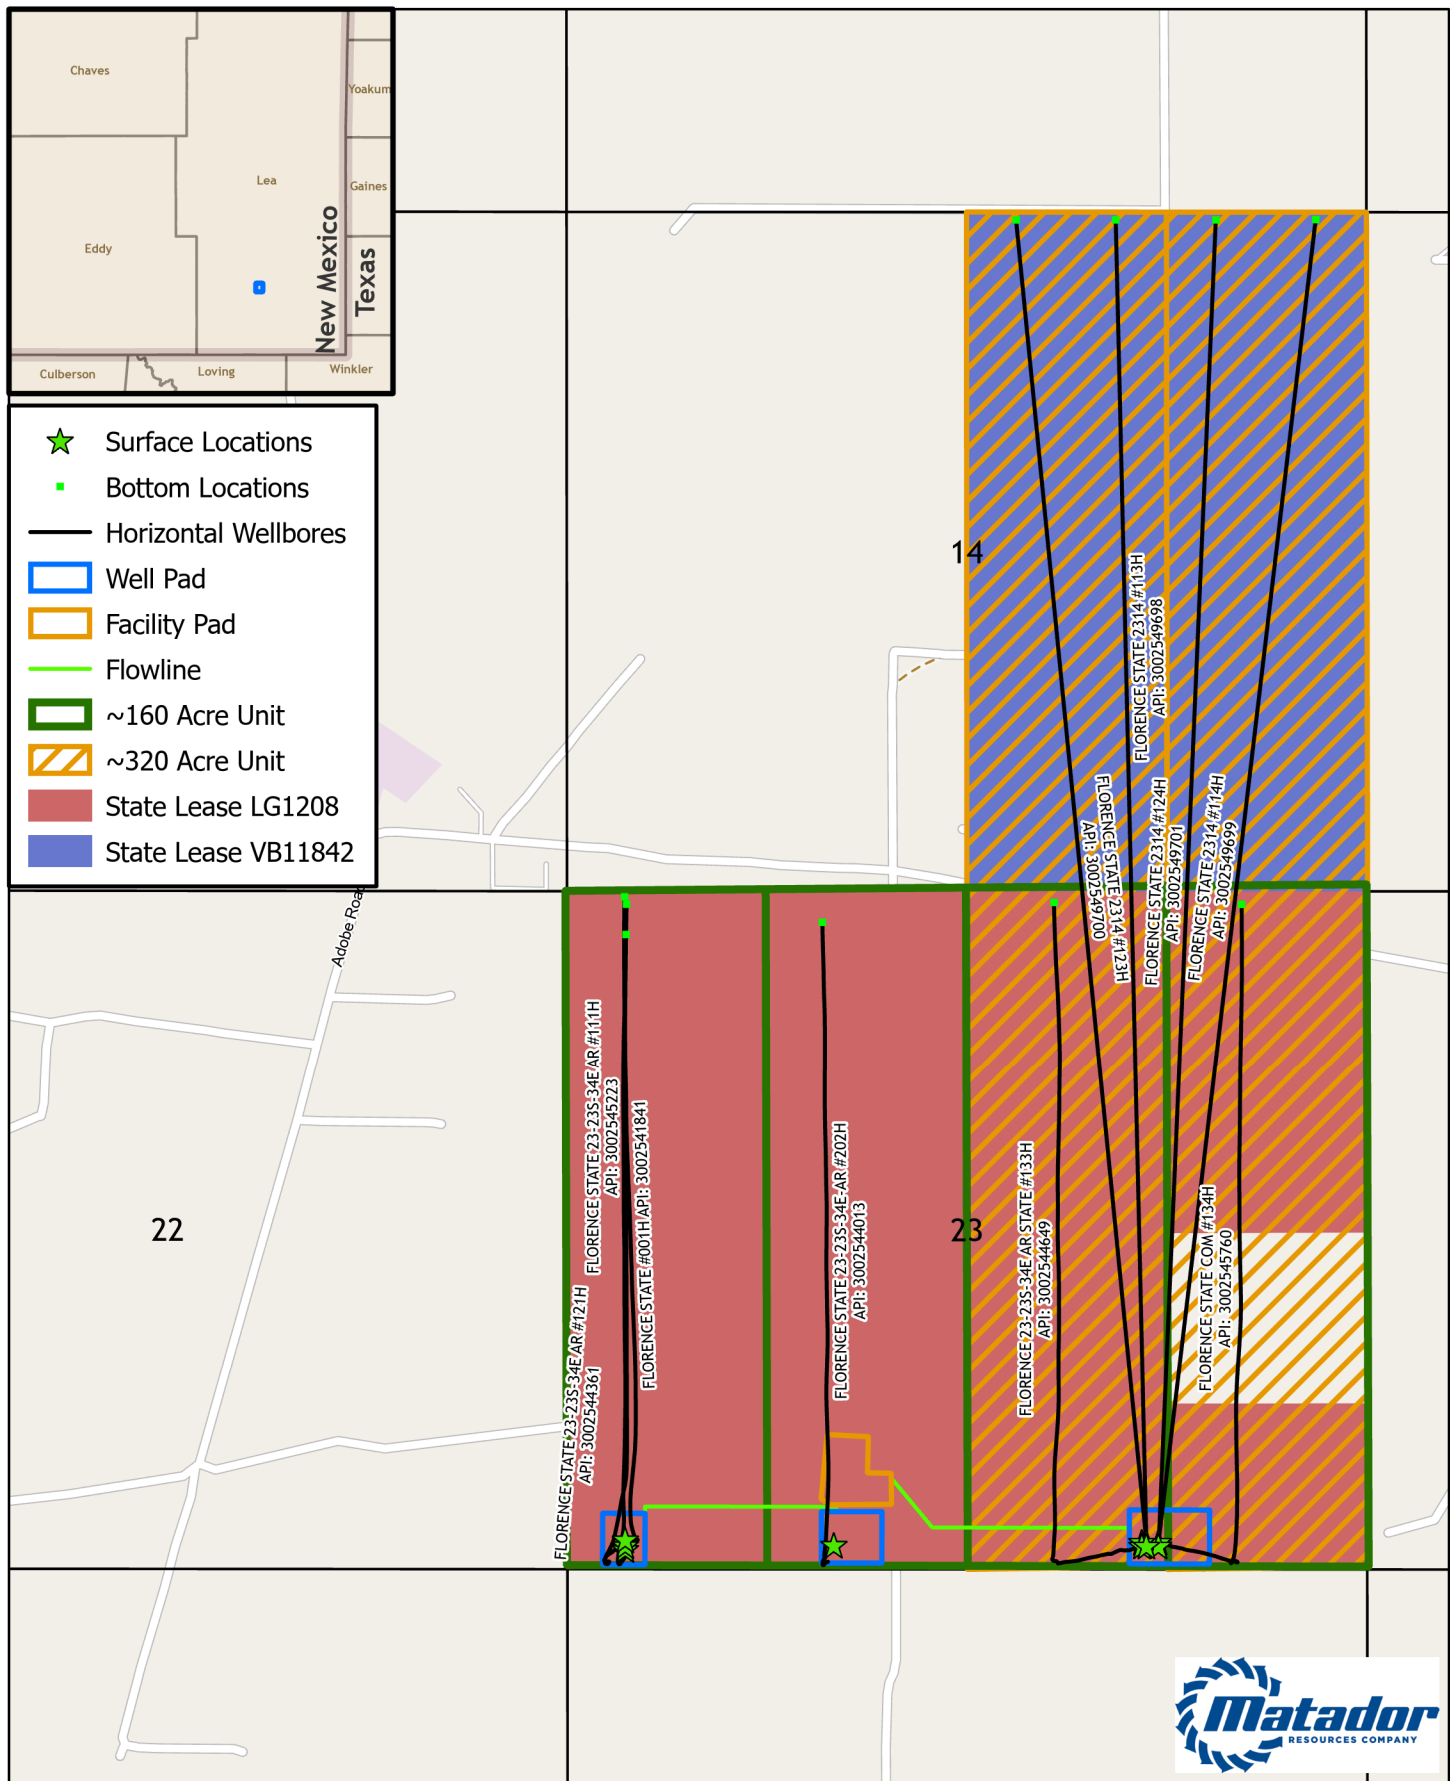 Chaves
Yoakum
Lea
Gaines
Eddy
New Mexico
Texas
Culberson
Loving
Winkler
Surface Locations
Bottom Locations
Horizontal Wellbores
Well Pad
Facility Pad
Flowline
~160 Acre Unit
~320 Acre Unit
State Lease LG1208
State Lease VB11842
14
FLORENCE STATE 2314 #113H
API: 3002549698
FLORENCE STATE 2314 #123H
API: 3002549700
FLORENCE STATE 2314 #124H
API: 3002549701
FLORENCE STATE 2314 #114H
API: 3002549699
Adobe Road
22
23
FLORENCE STATE 23-23S-34E AR #111H
API: 3002545223
FLORENCE STATE #001H API: 3002541841
FLORENCE STATE 23-23S-34E AR #121H
API: 3002544361
FLORENCE STATE 23-23S-34E-AR #202H
API: 3002544013
FLORENCE 23-23S-34E AR STATE #133H
API: 3002544649
FLORENCE STATE COM #134H
API: 3002545760
Matador
RESOURCES COMPANY